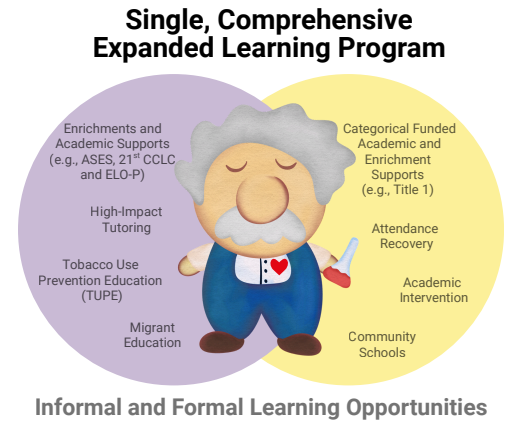 Single, Comprehensive
Expanded Learning Program
Enrichments and
Academic Supports
(e.g., ASES, 21st CCLC
and ELO-P)
High-Impact
Tutoring
Tobacco Use
Prevention Education
(TUPE)
Migrant
Education
Categorical Funded
Academic and
Enrichment
Supports
(e.g., Title 1)
Attendance
Recovery
Academic
Intervention
Community
Schools
Informal and Formal Learning Opportunities